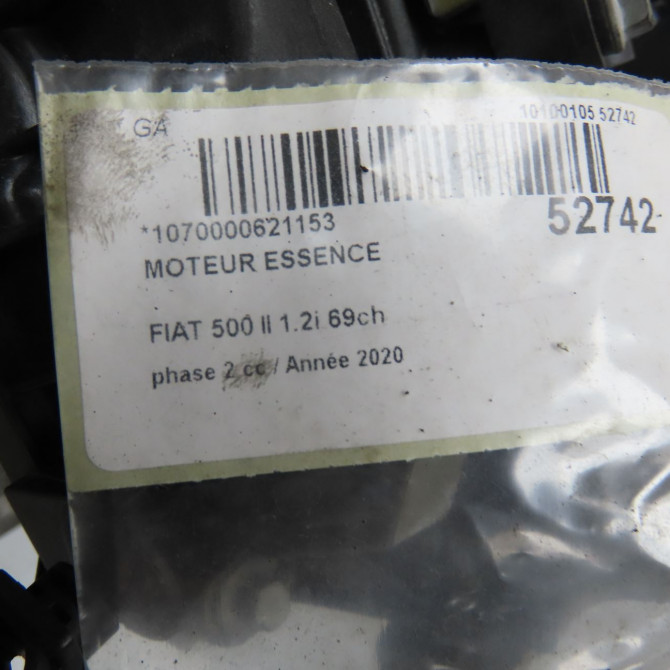 GA
10100105 52742
*1070000621153
52742
MOTEUR ESSENCE
FIAT 500 II 1.2i 69ch
phase 2 cc / Année 2020